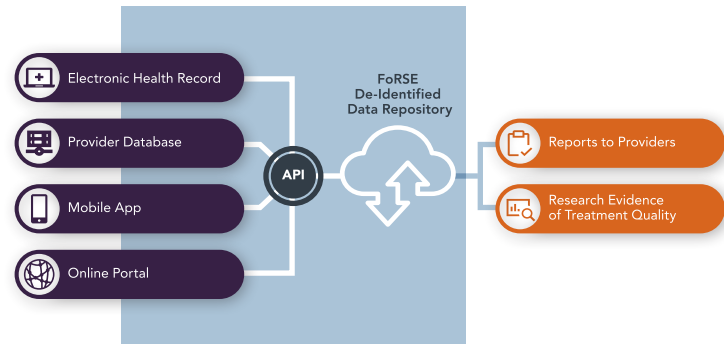 Electronic Health Record
Provider Database
Mobile App
Online Portal
API
FoRSE
De-Identified
Data Repository
Reports to Providers
Research Evidence
of Treatment Quality